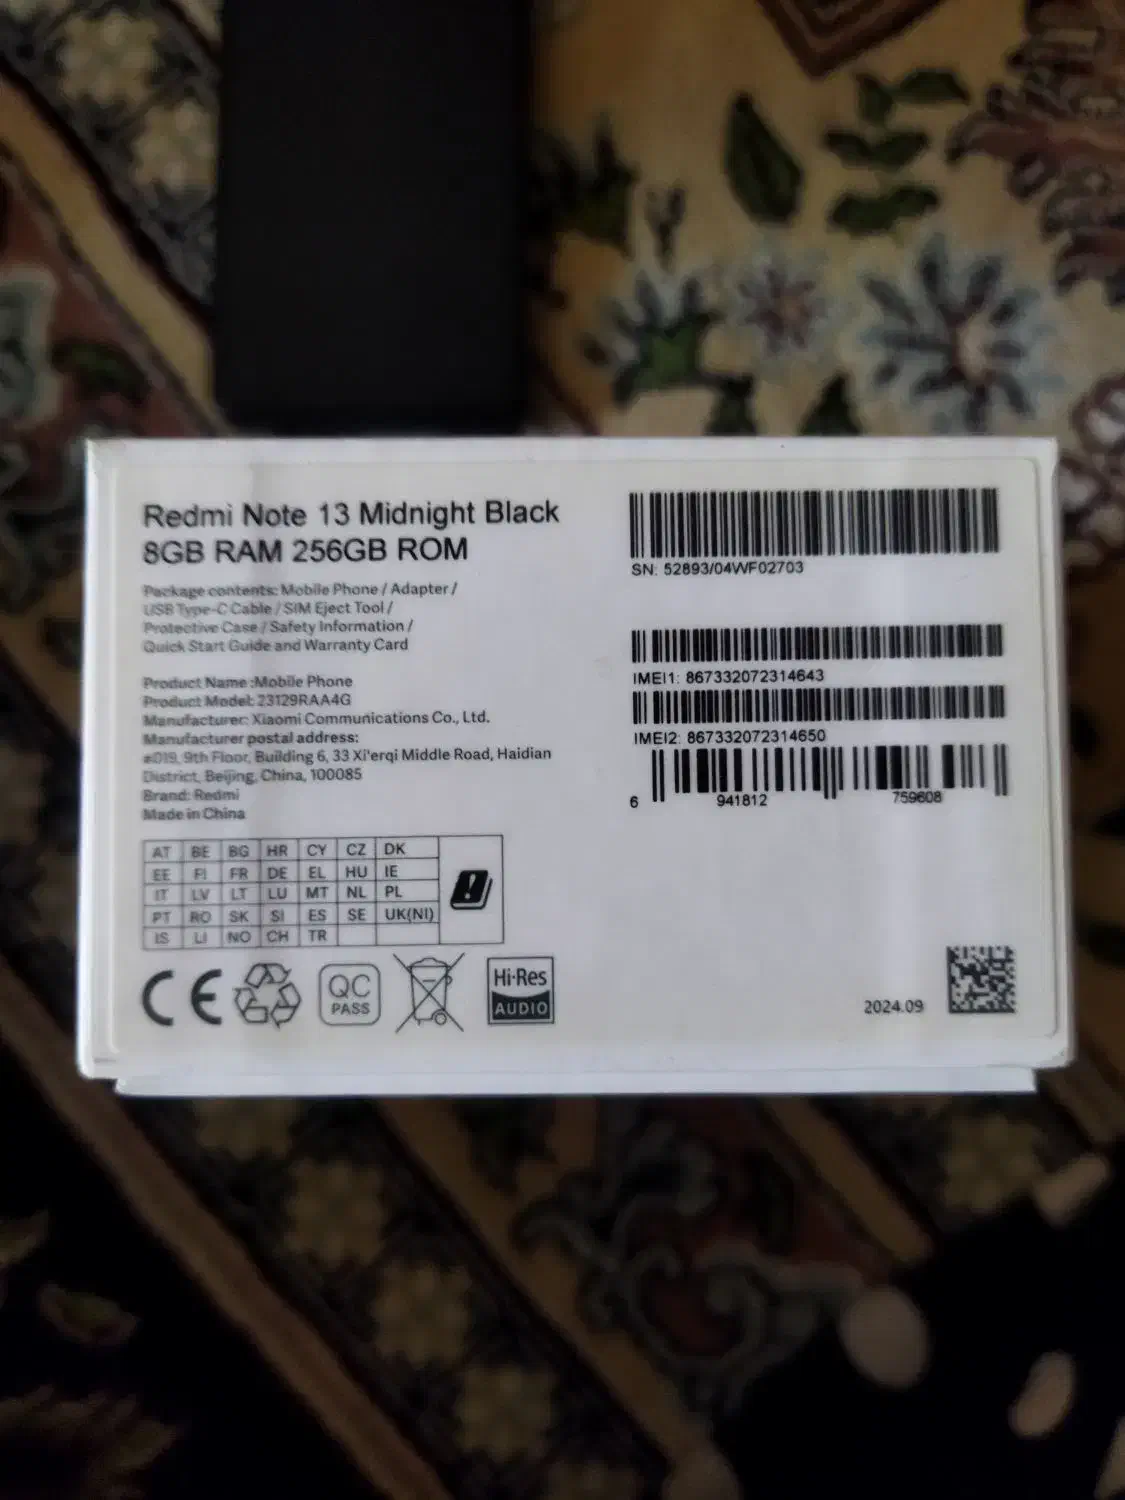 Redmi Note 13 Midnight Black
8GB RAM 256GB ROM
Package contents: Mobile Phone / Adapter /
USB Type-C Cable / SIM Eject Tool /
Protective Case / Safety Information /
Quick Start Guide and Warranty Card
Product Name :Mobile Phone
Product Model: 23129RAA4G
Manufacturer: Xiaomi Communications Co., Ltd.
Manufacturer postal address:
#019, 9th Floor, Building 6, 33 Xi'erqi Middle Road, Haidian
District, Beijing, China, 100085
Brand: Redmi
Made in China
AT BE BG HR CY CZ DK
EE FI FR DE EL HU IE
IT LV LT LU MT NL PL
PT RO SK SI ES SE UK(NI)
IS LI NO CH TR
CE
QC
PASS
Hi-Res
AUDIO
SN: 52893/04WF02703
IMEI1: 867332072314643
IMEI2: 867332072314650
6 941812 759608
2024.09